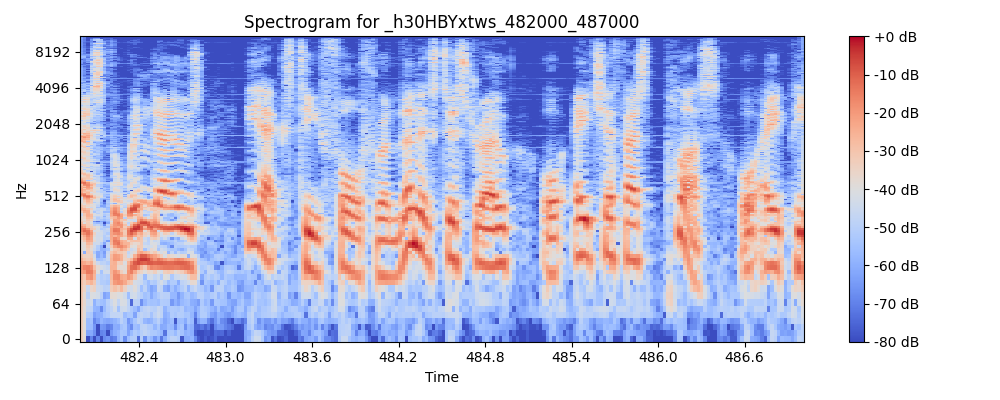 Spectrogram for _h30HBYxtws_482000_487000
Hz
8192
4096
2048
1024
512
256
128
64
0
482.4 483.0 483.6 484.2 484.8 485.4 486.0 486.6
Time
+0 dB
-10 dB
-20 dB
-30 dB
-40 dB
-50 dB
-60 dB
-70 dB
-80 dB